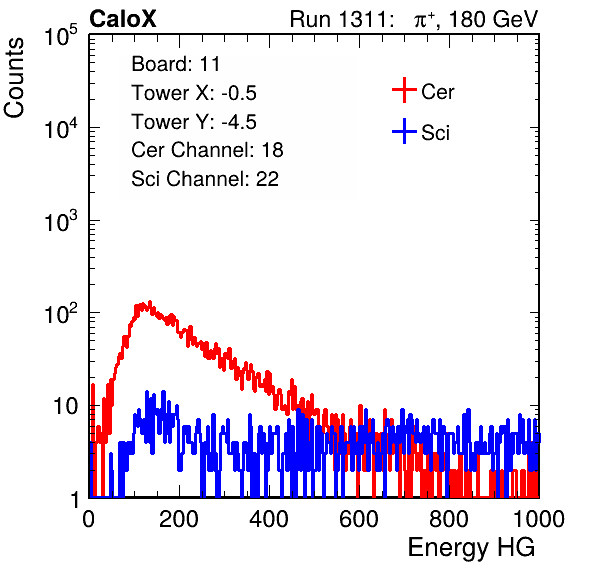 CaloX Run 1311: π⁺, 180 GeV
Counts
Board: 11
Tower X: -0.5
Tower Y: -4.5
Cer Channel: 18
Sci Channel: 22
Cer
Sci
10⁵
10⁴
10³
10²
10
1
0 200 400 600 800 1000
Energy HG